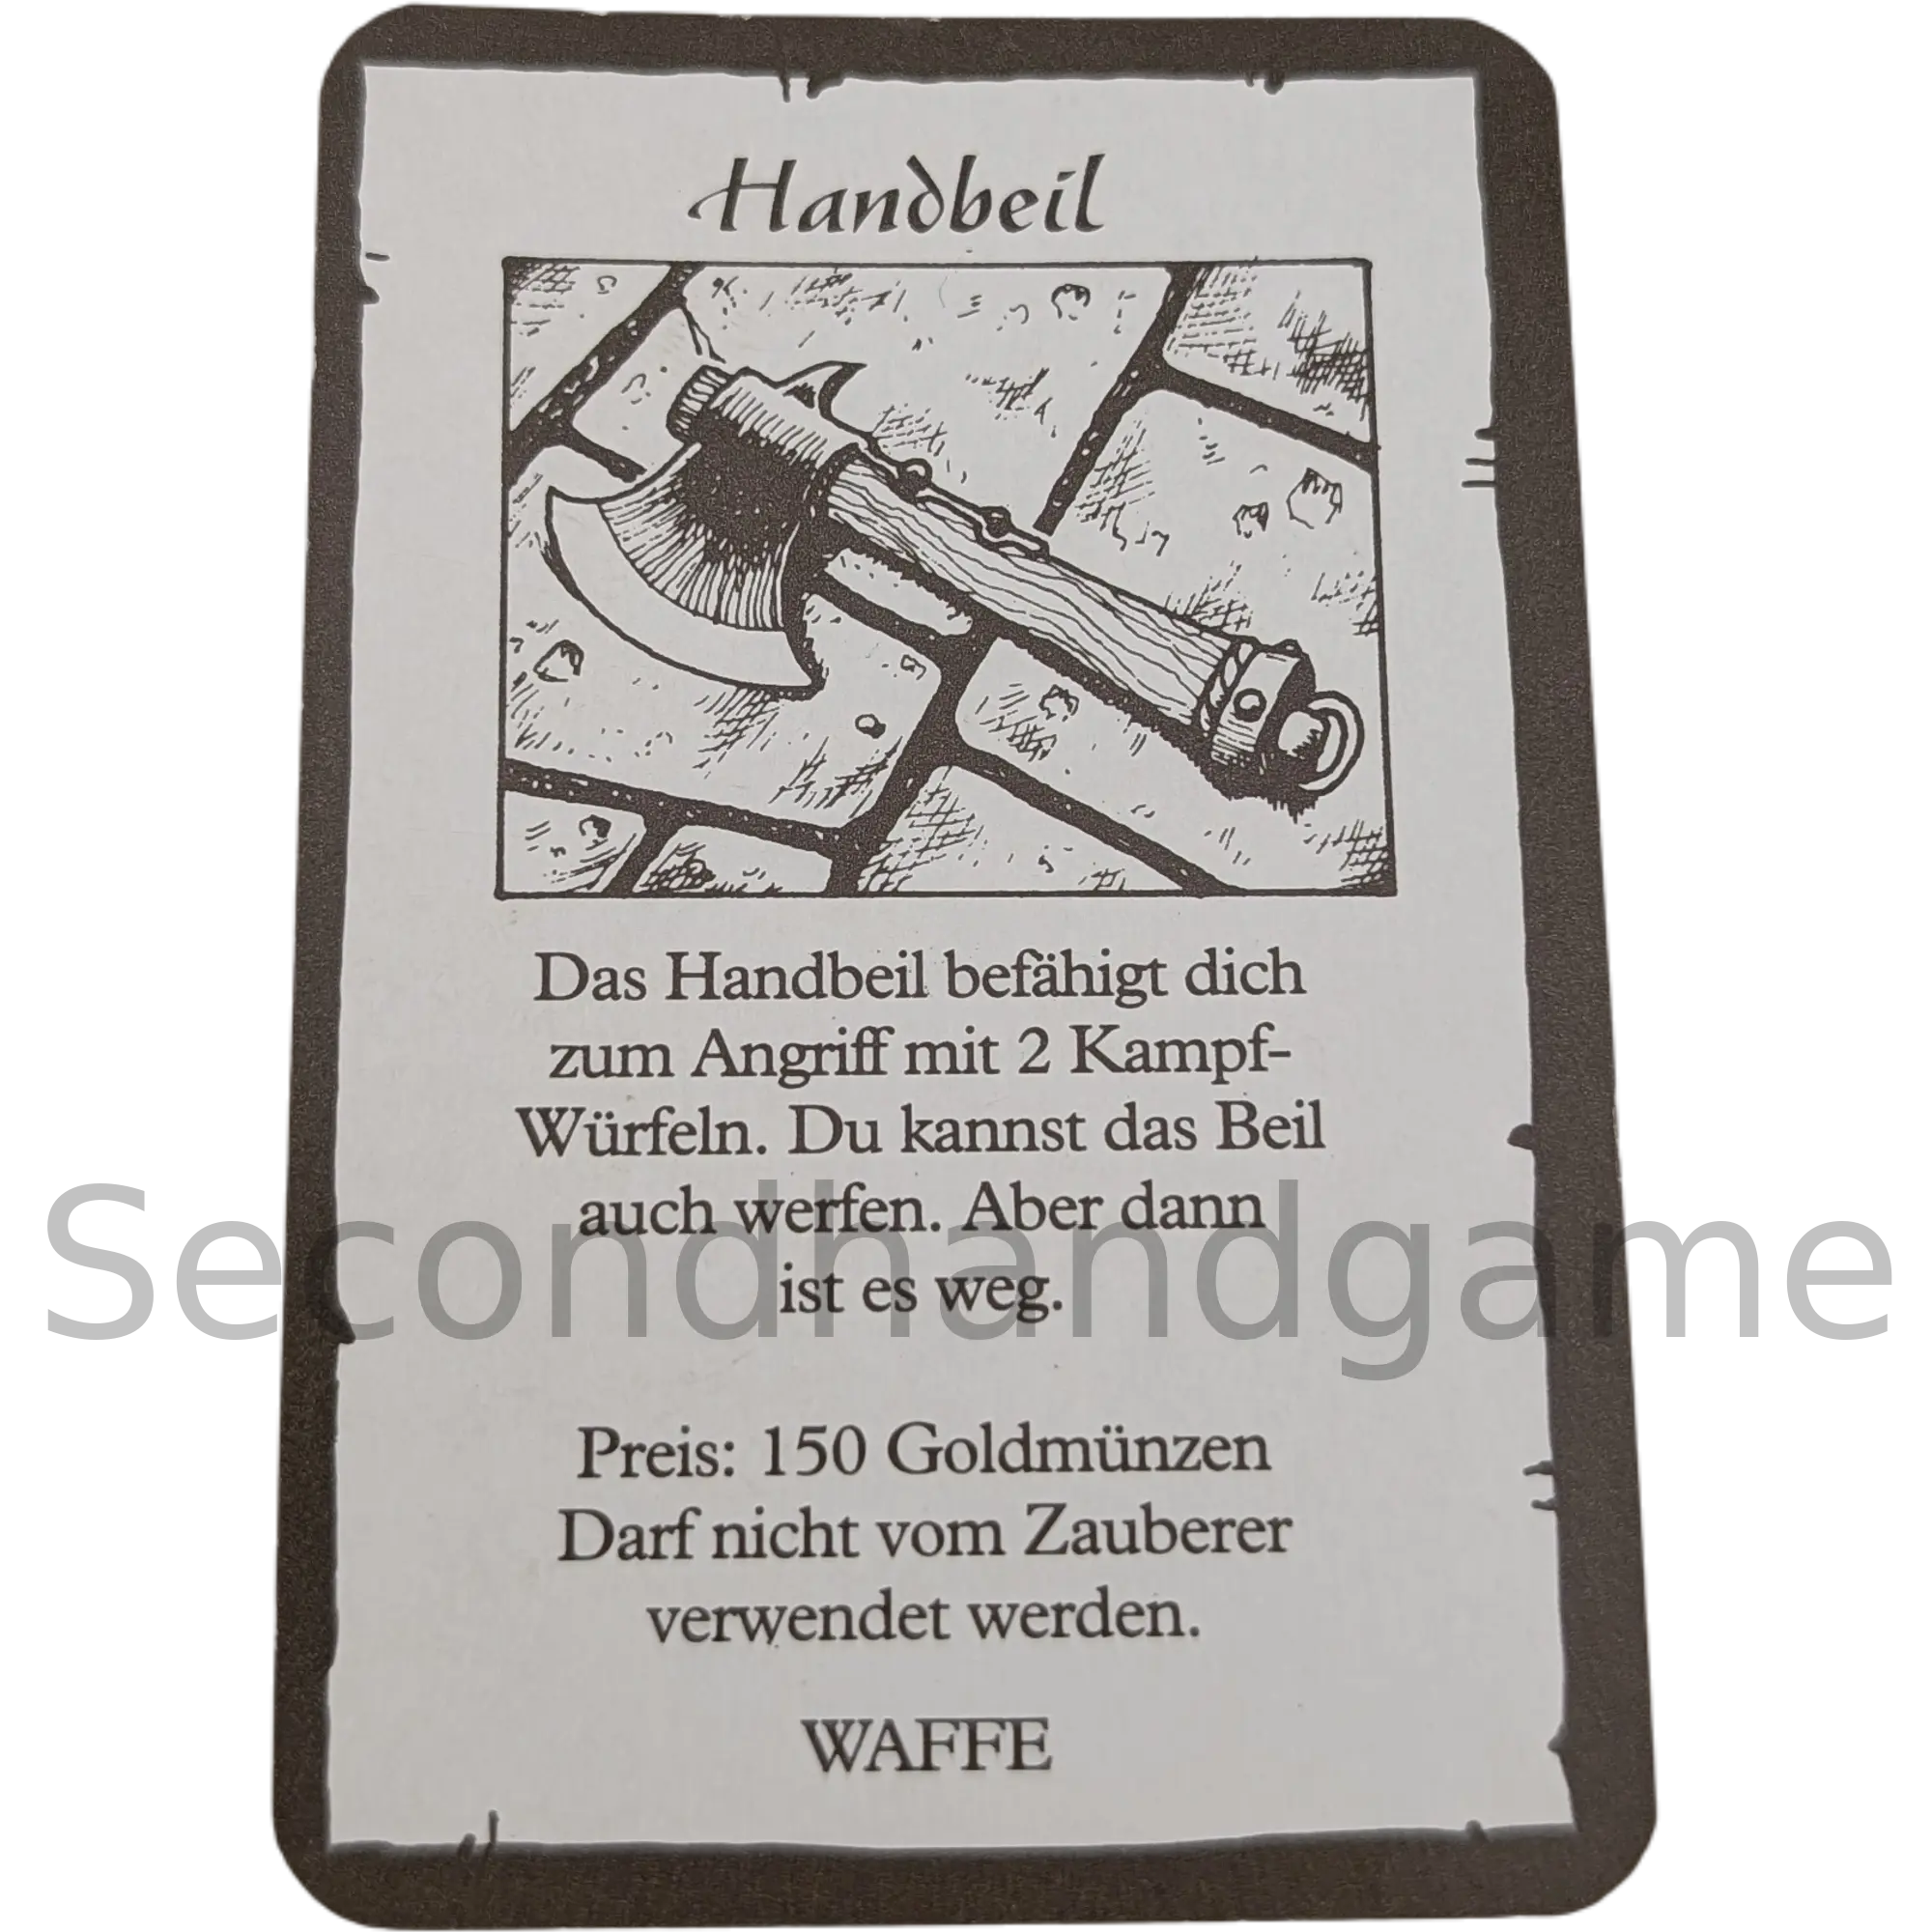 Handbeil
Das Handbeil befähigt dich
zum Angriff mit 2 Kampf-
Würfeln. Du kannst das Beil
auch werfen. Aber dann
ist es weg.
Secondhandgame
Preis: 150 Goldmünzen
Darf nicht vom Zauberer
verwendet werden.
WAFFE